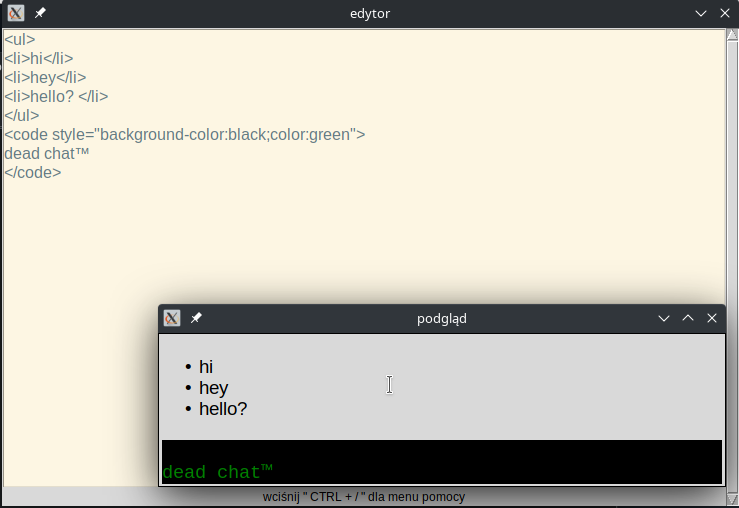 edytor
<ul>
<li>hi</li>
<li>hey</li>
<li>hello? </li>
</ul>
<code style="background-color:black;color:green">
dead chat™
</code>
podgląd
• hi
• hey
• hello?
dead chat™
wciśnij " CTRL + / " dla menu pomocy